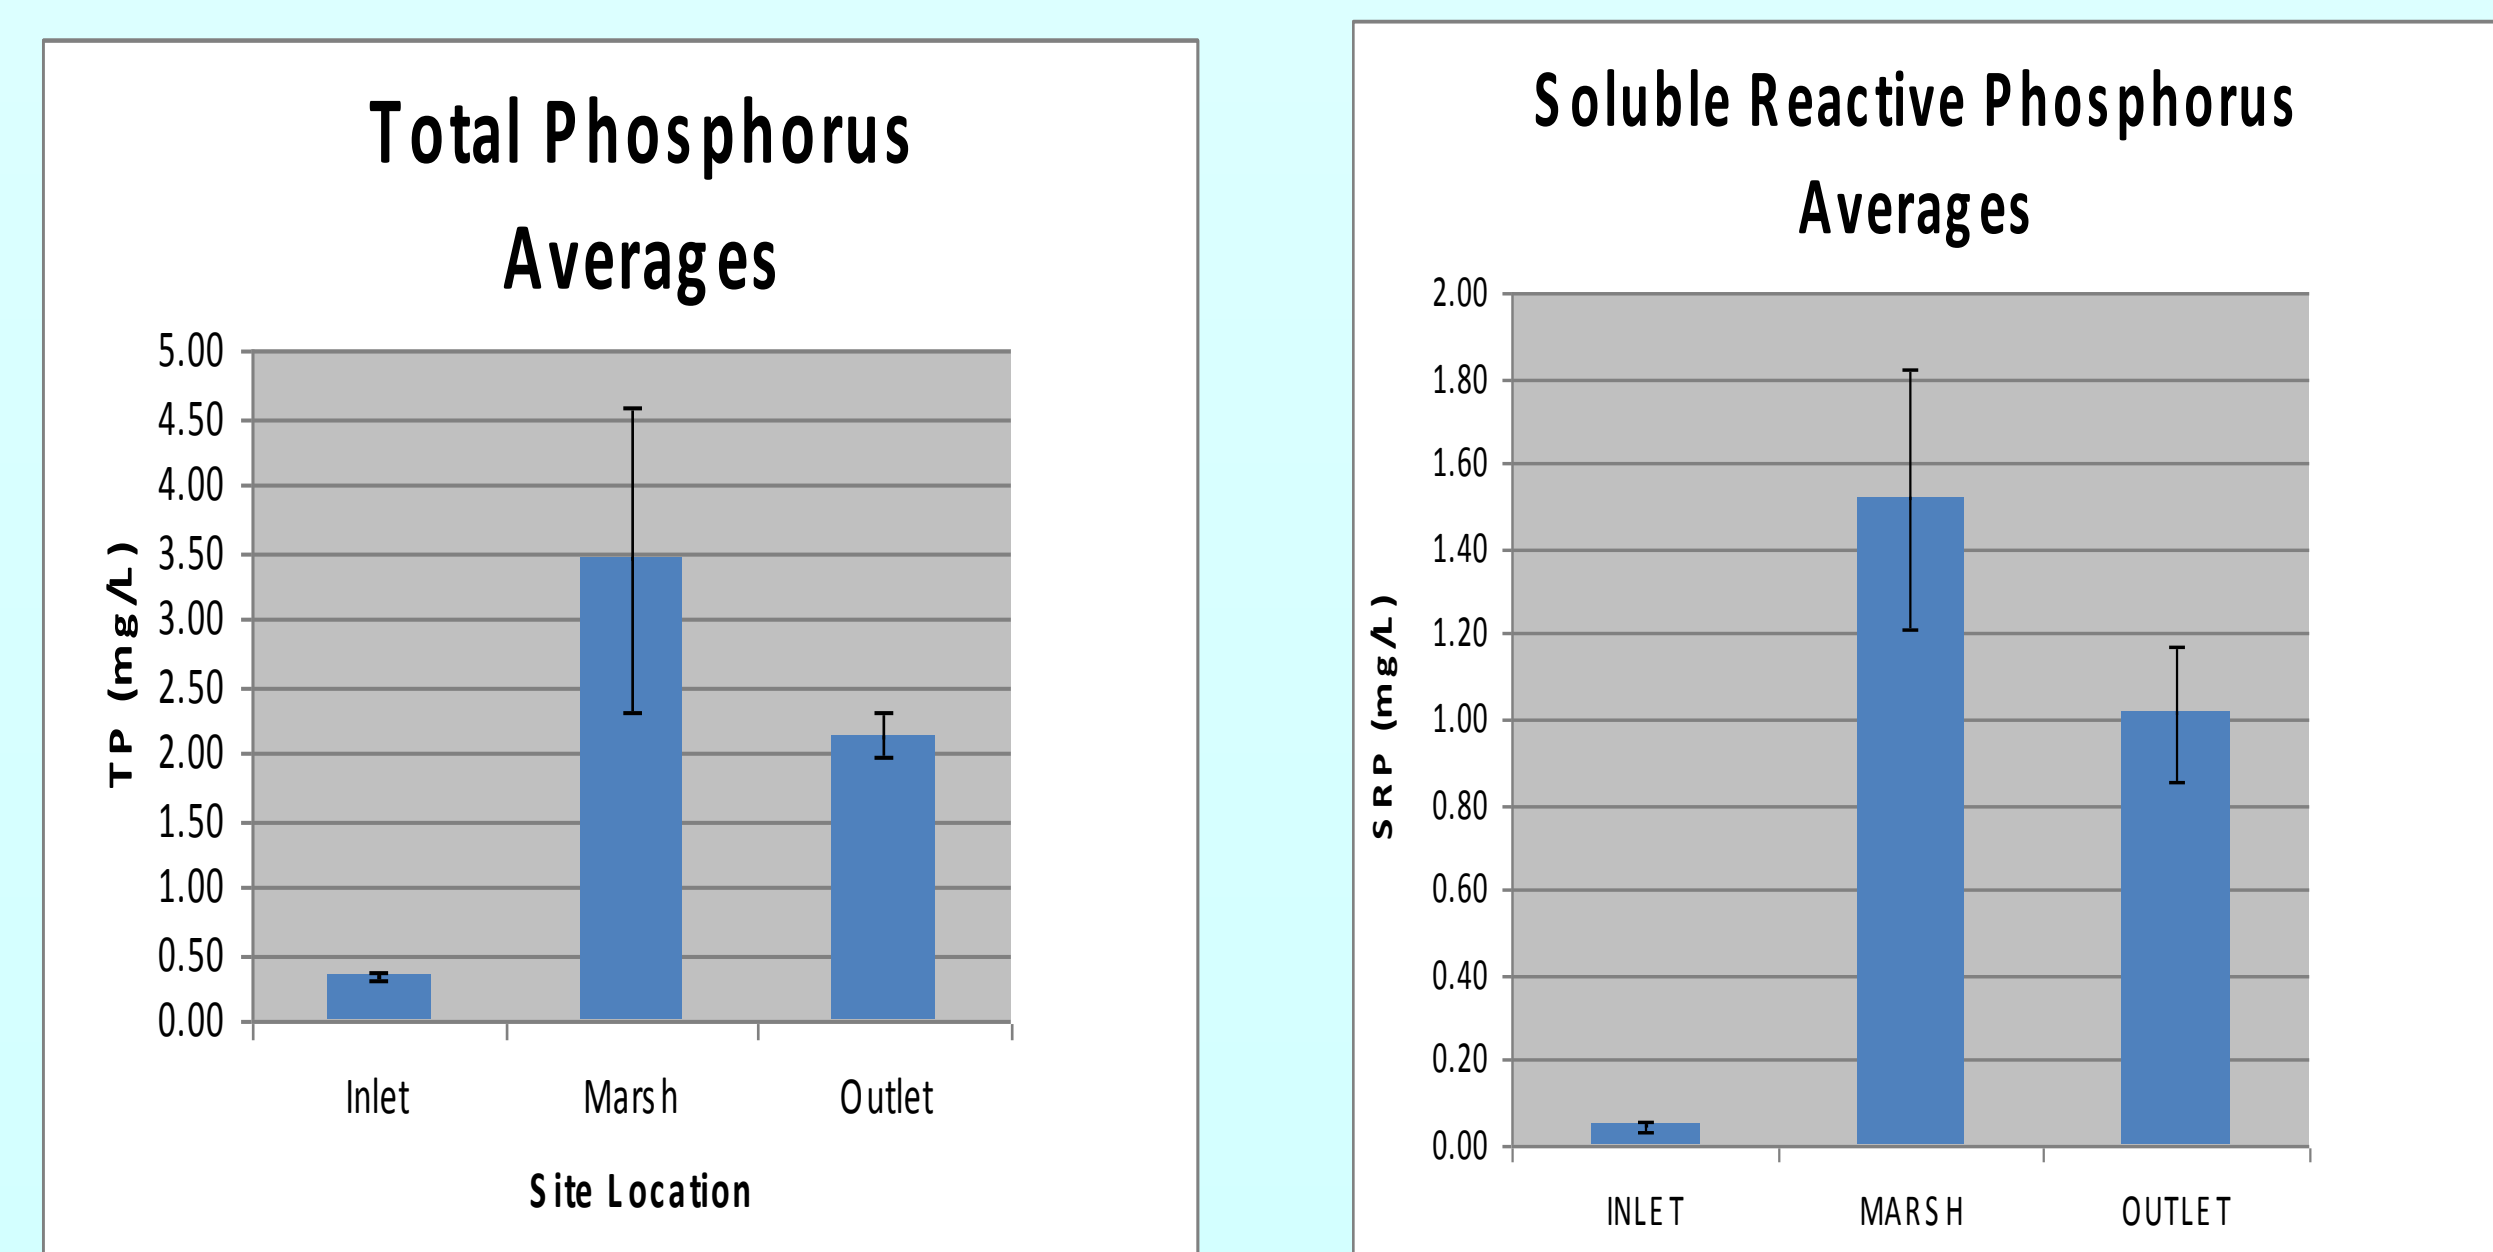 Total Phosphorus
Averages
5.00
4.50
4.00
3.50
3.00
2.50
2.00
1.50
1.00
0.50
0.00
TP (mg/L)
Inlet Marsh Outlet
Site Location
Soluble Reactive Phosphorus
Averages
2.00
1.80
1.60
1.40
1.20
1.00
0.80
0.60
0.40
0.20
0.00
SRP (mg/L)
INLET MARSH OUTLET